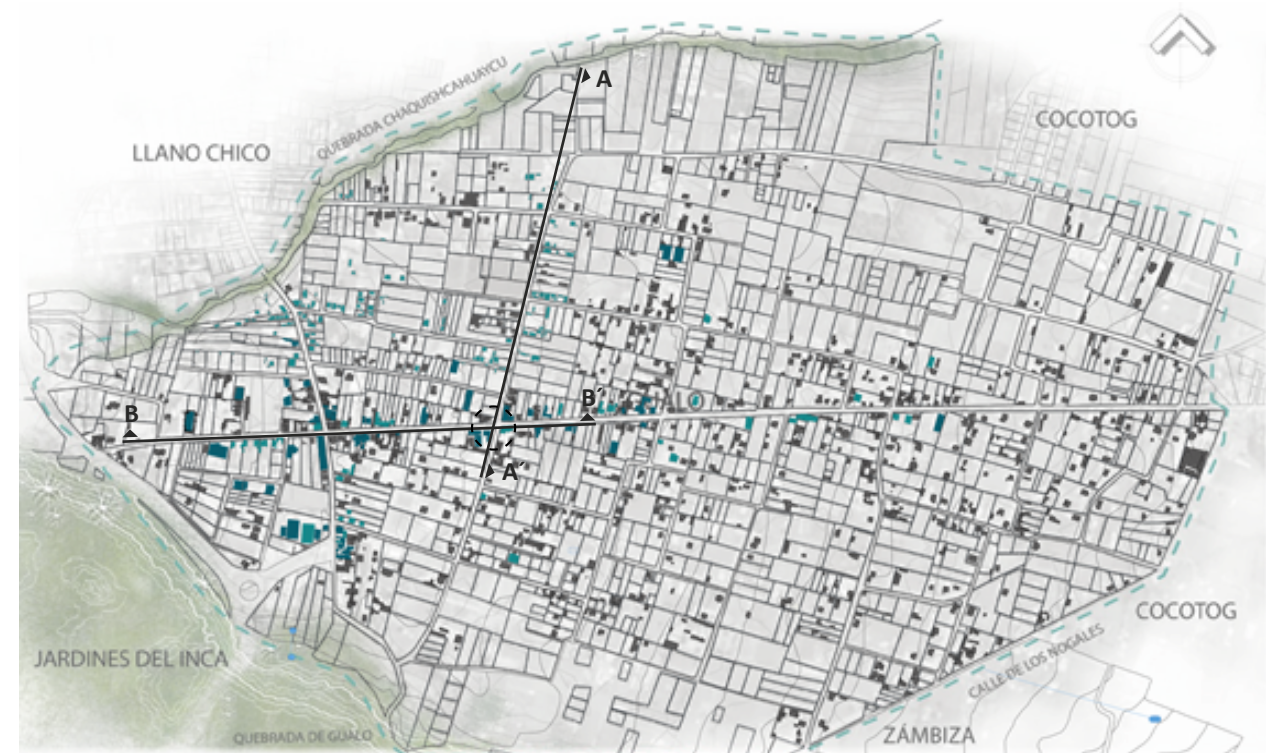 A
COCOTOG
QUEBRADA CHAQUISHCAHUAYCU
LLANO CHICO
B´
B
A´
COCOTOG
CALLE DE LOS NOGALES
JARDINES DEL INCA
QUEBRADA DE GUALO
ZÁMBIZA